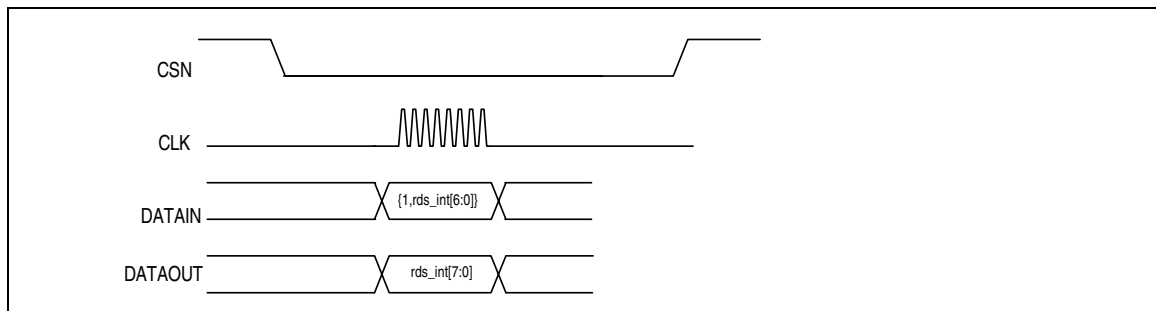 CSN
CLK
DATAIN
{1,rds_int[6:0]}
DATAOUT
rds_int[7:0]